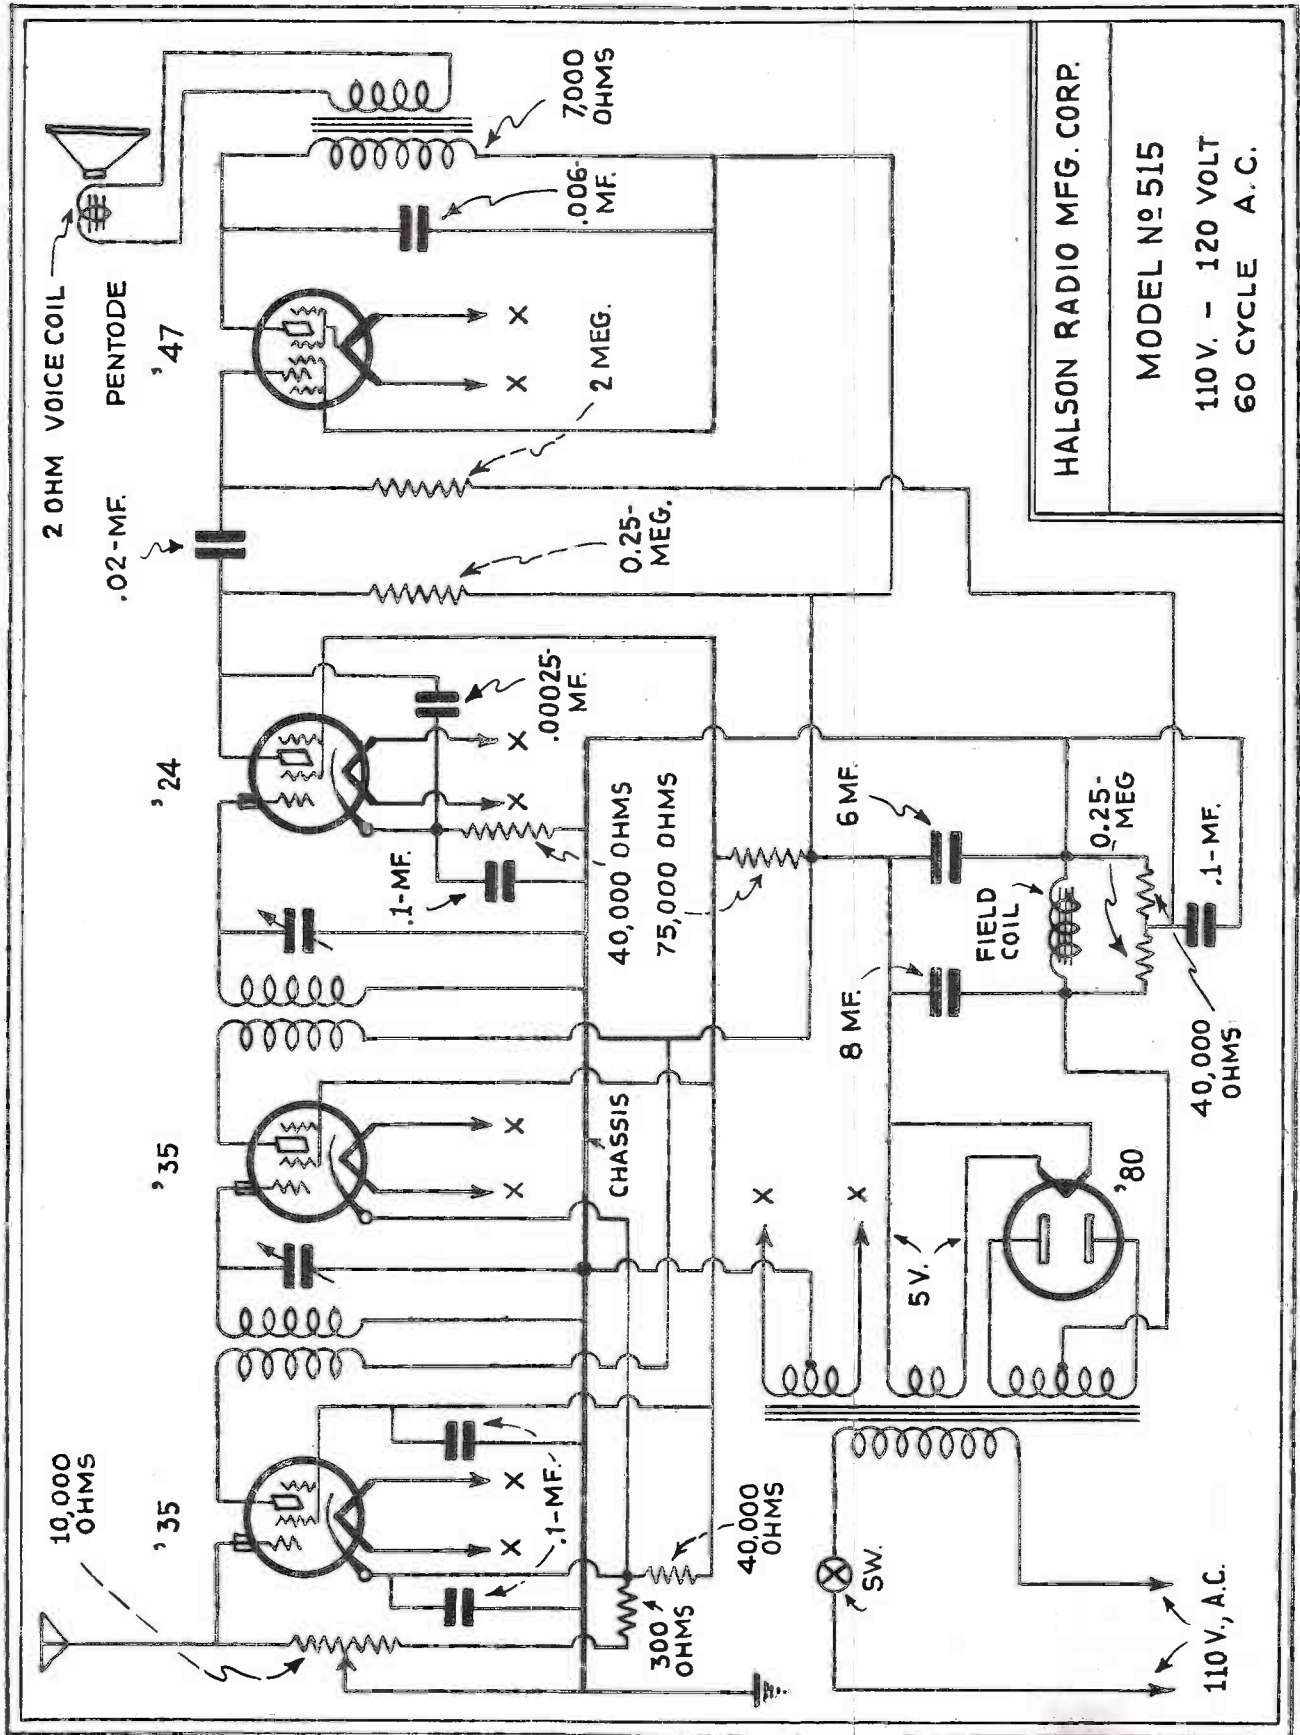 2 OHM VOICE COIL
PENTODE
'47
.02-MF.
7,000
OHMS
.006-
MF.
X
X
2 MEG.
0.25-
MEG.
'24
.00025-
MF.
X
X
.1-MF.
40,000 OHMS
75,000 OHMS
'35
X
X
CHASSIS
'35
10,000
OHMS
X
X
.1-MF.
300
OHMS
40,000
OHMS
6 MF.
8 MF.
FIELD
COIL
0.25-
MEG
.1-MF.
40,000
OHMS
X
X
5V.
'80
SW.
110V., A.C.
HALSON RADIO MFG. CORP.
MODEL Nº 515
110V. - 120 VOLT
60 CYCLE A.C.